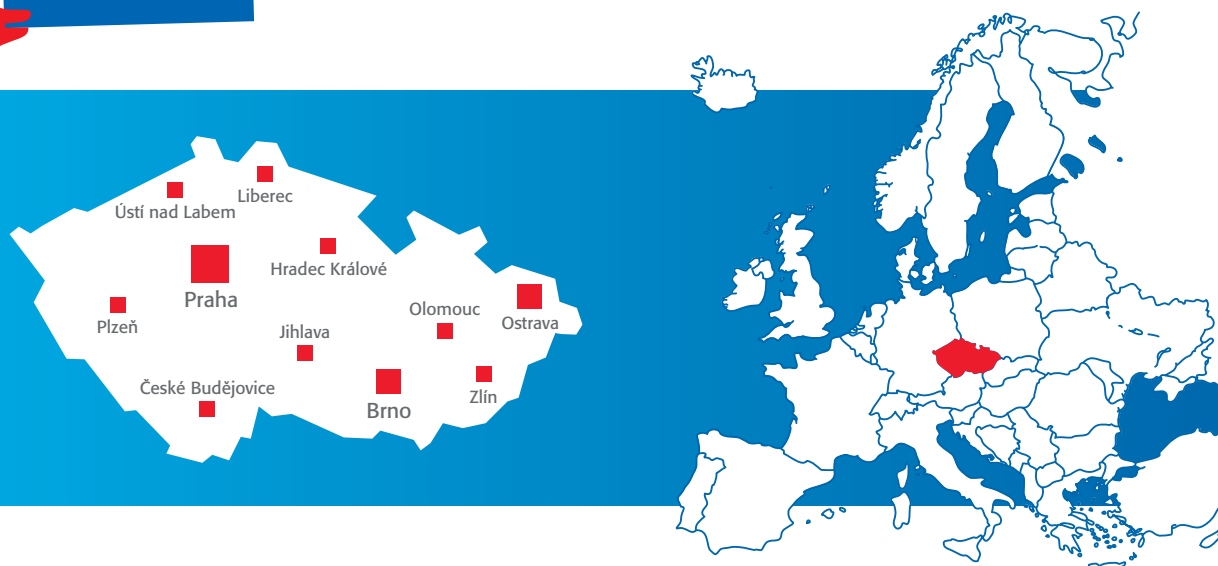 Liberec
Ústí nad Labem
Hradec Králové
Praha
Olomouc
Ostrava
Plzeň
Jihlava
České Budějovice
Zlín
Brno